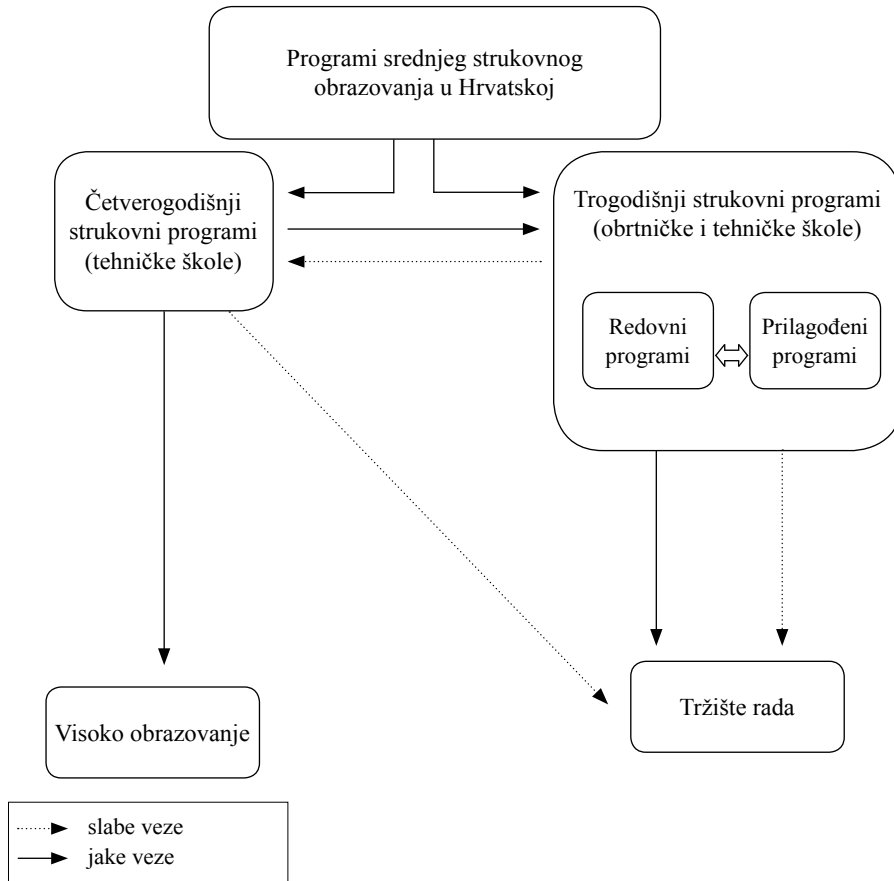 Programi srednjeg strukovnog
obrazovanja u Hrvatskoj
Četverogodišnji
strukovni programi
(tehničke škole)
Trogodišnji strukovni programi
(obrtničke i tehničke škole)
Redovni
programi
Prilagođeni
programi
Visoko obrazovanje
Tržište rada
slabe veze
jake veze